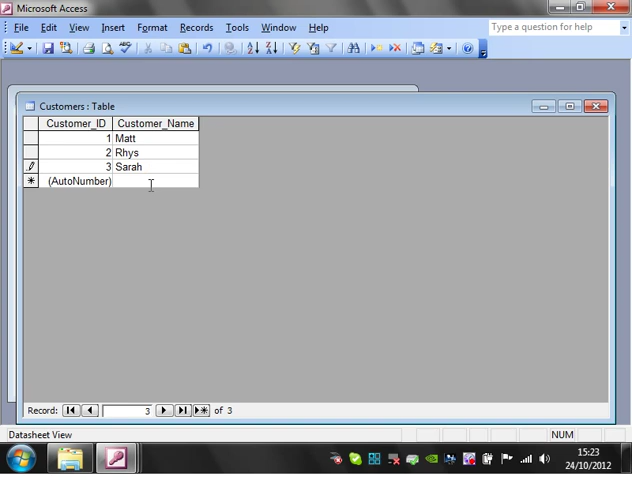 Microsoft Access
File Edit View Insert Format Records Tools Window Help Type a question for help
Customers : Table
Customer_ID Customer_Name
1 Matt
2 Rhys
3 Sarah
(AutoNumber)
Record: 3 of 3
Datasheet View NUM
15:23
24/10/2012